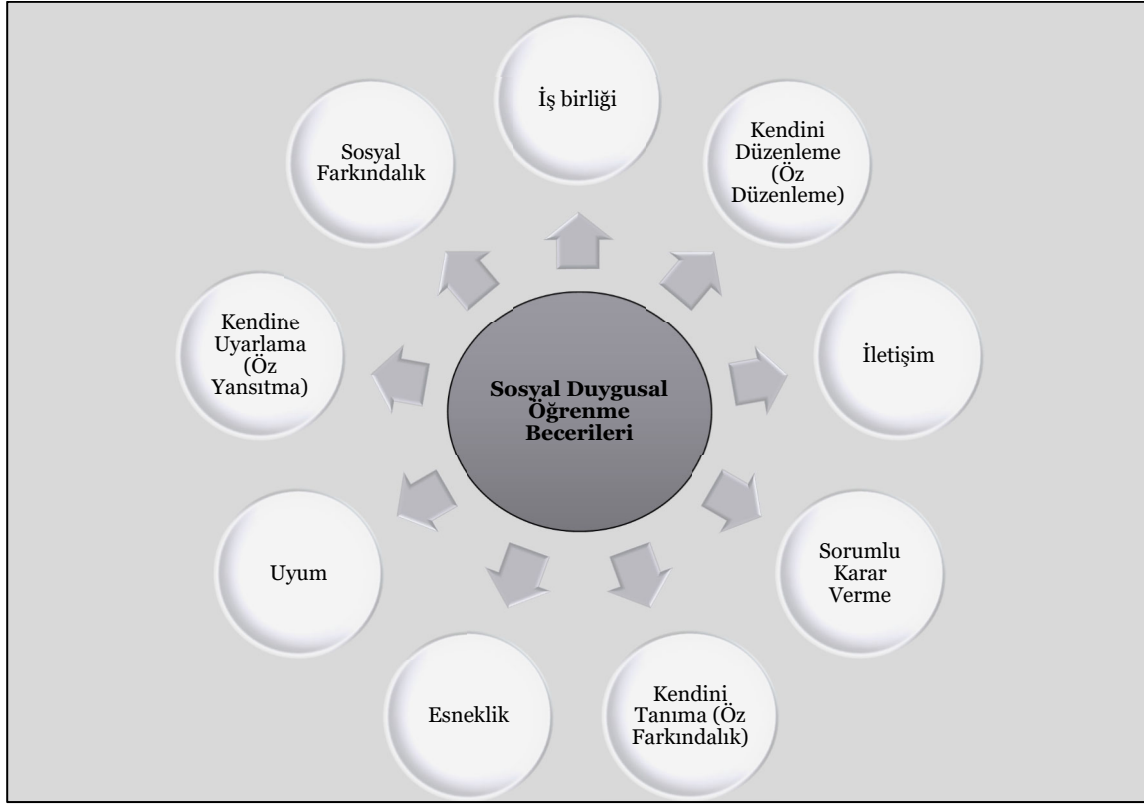 İş birliği
Kendini
Düzenleme
(Öz
Düzenleme)
İletişim
Sorumlu
Karar
Verme
Kendini
Tanıma (Öz
Farkındalık)
Esneklik
Uyum
Kendine
Uyarlama
(Öz
Yansıtma)
Sosyal
Farkındalık
Sosyal Duygusal
Öğrenme
Becerileri